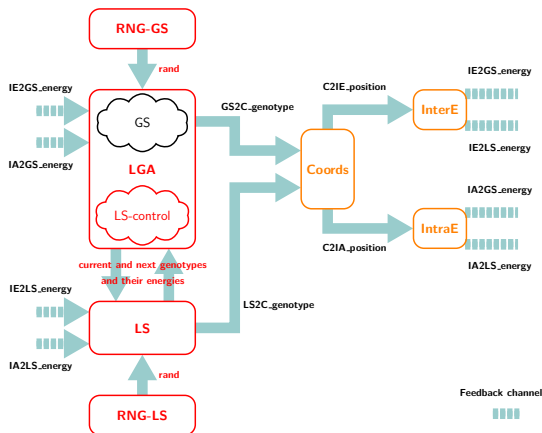 RNG-GS
rand
IE2GS_energy
IA2GS_energy
GS
LGA
LS-control
GS2C_genotype
C2IE_position
InterE
IE2GS_energy
IE2LS_energy
Coords
IA2GS_energy
IntraE
IA2LS_energy
C2IA_position
current and next genotypes
and their energies
IE2LS_energy
LS2C_genotype
LS
IA2LS_energy
rand
RNG-LS
Feedback channel